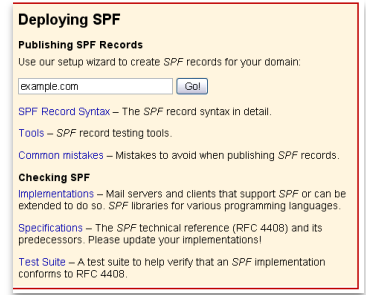 Deploying SPF
Publishing SPF Records
Use our setup wizard to create SPF records for your domain:
example.com Go!
SPF Record Syntax – The SPF record syntax in detail.
Tools – SPF record testing tools.
Common mistakes – Mistakes to avoid when publishing SPF records.
Checking SPF
Implementations – Mail servers and clients that support SPF or can be
extended to do so. SPF libraries for various programming languages.
Specifications – The SPF technical reference (RFC 4408) and its
predecessors. Please update your implementations!
Test Suite – A test suite to help verify that an SPF implementation
conforms to RFC 4408.